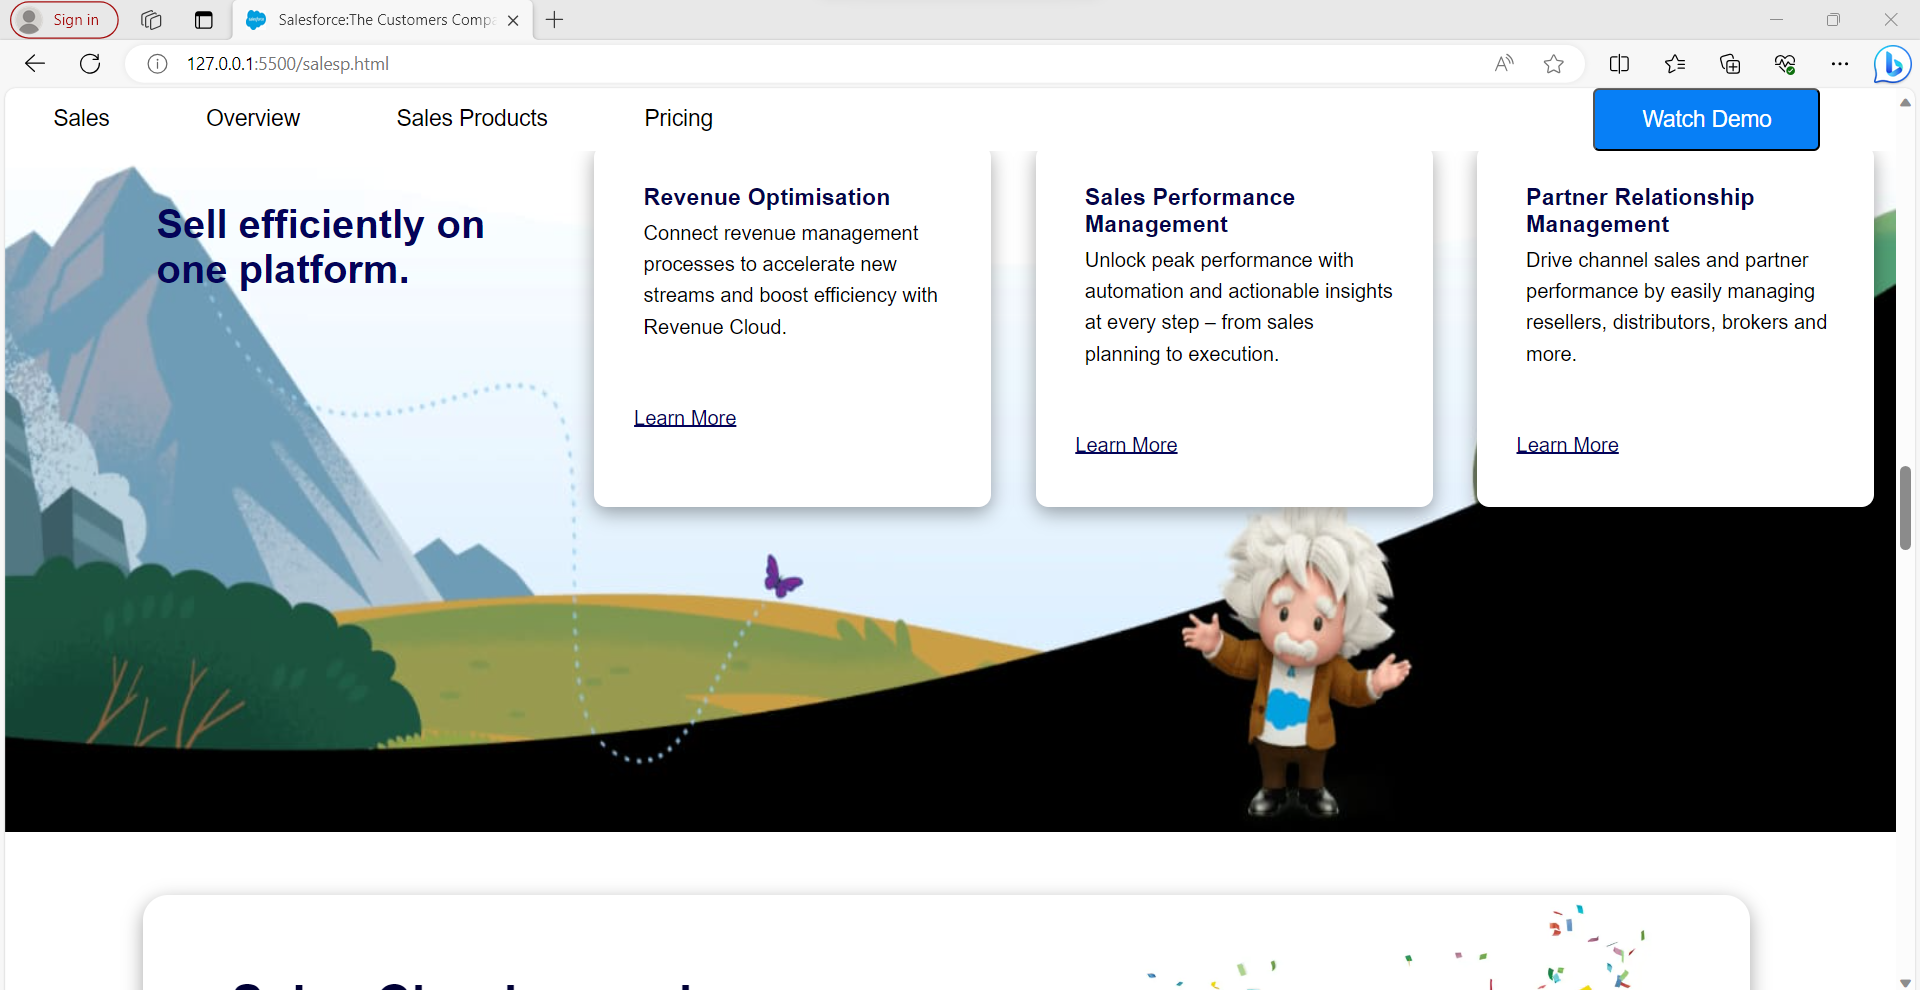 Sign in
Salesforce:The Customers Compa
127.0.0.1:5500/salesp.html
Sales
Overview
Sales Products
Pricing
Watch Demo
Sell efficiently on
one platform.
Revenue Optimisation
Connect revenue management
processes to accelerate new
streams and boost efficiency with
Revenue Cloud.
Learn More
Sales Performance
Management
Unlock peak performance with
automation and actionable insights
at every step – from sales
planning to execution.
Learn More
Partner Relationship
Management
Drive channel sales and partner
performance by easily managing
resellers, distributors, brokers and
more.
Learn More